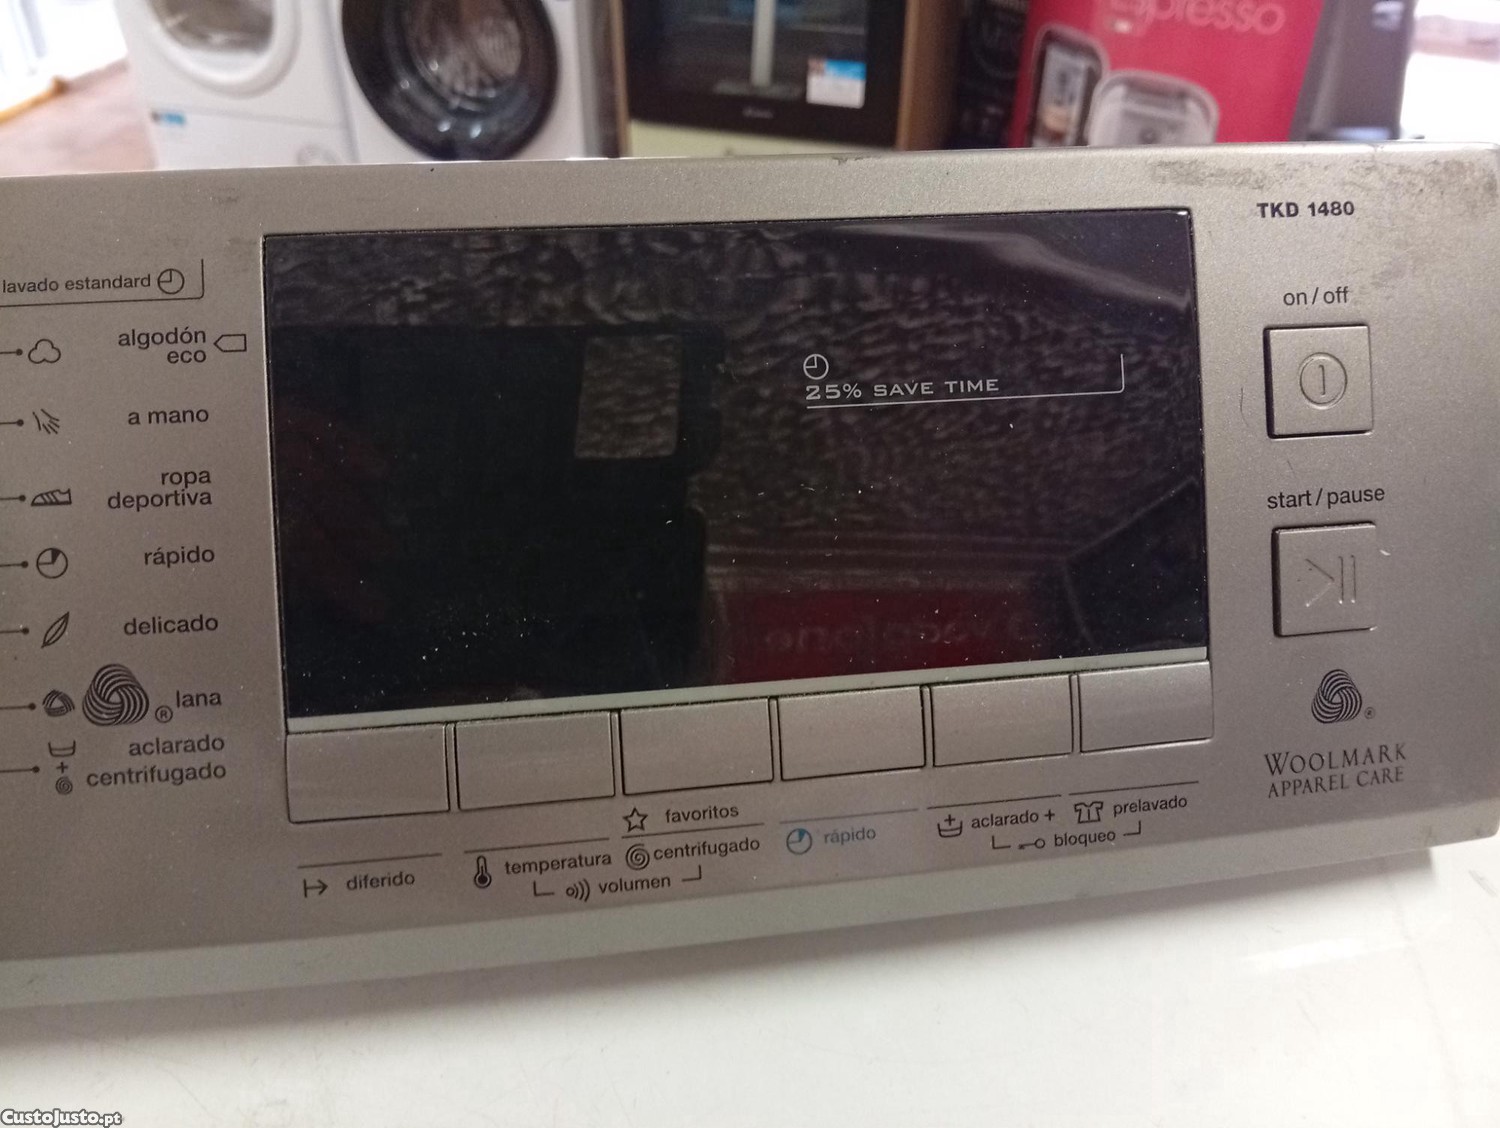 espresso
TKD 1480
lavado estandard
algodón
eco
a mano
ropa
deportiva
rápido
delicado
® lana
aclarado
+
centrifugado
25% SAVE TIME
on/off
start/pause
®
WOOLMARK
APPAREL CARE
diferido
temperatura
favoritos
centrifugado
volumen
rápido
aclarado +
prelavado
bloqueo
CustoJusto.pt